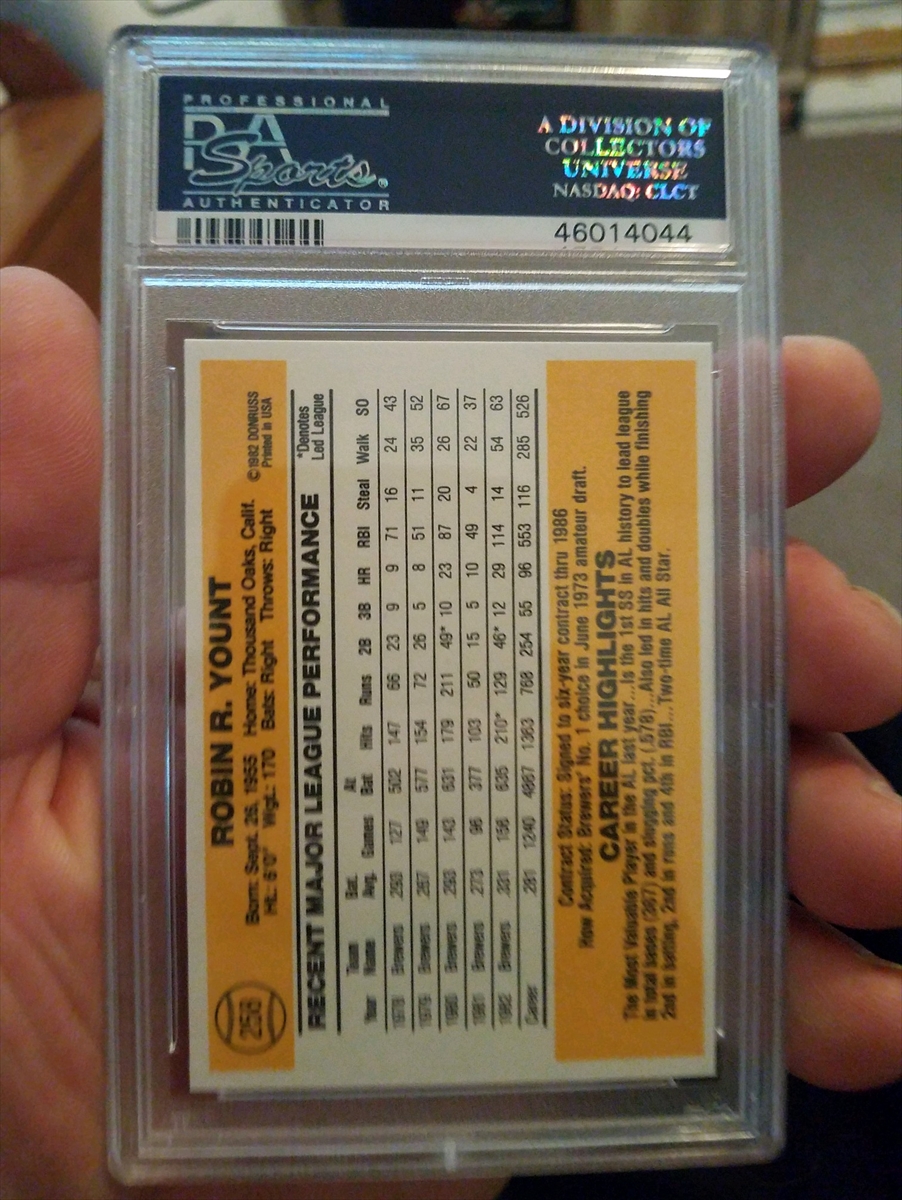 PROFESSIONAL
PSA
Sports®
AUTHENTICATOR
A DIVISION OF
COLLECTORS
UNIVERSE
NASDAQ: CLCT
46014044
258
ROBIN R. YOUNT
Born: Sept. 26, 1955 Home: Thousand Oaks, Calif.
Ht.: 6'0" Wgt.: 170 Bats: Right Throws: Right
©1982 DONRUSS
Printed in USA
RECENT MAJOR LEAGUE PERFORMANCE
*Denotes
Led League
Year Team Name Bat. Avg. Games At Bat Hits Runs 2B 3B HR RBI Steal Walk SO
1978 Brewers .293 127 502 147 66 23 9 9 71 16 24 43
1979 Brewers .267 149 577 154 72 26 5 8 51 11 35 52
1980 Brewers .293 143 631 179 211 49* 10 23 87 20 26 67
1981 Brewers .273 96 377 103 50 15 5 10 49 4 22 37
1982 Brewers .331 156 635 210* 129 46* 12 29 114 14 54 63
Career .281 1240 4867 1363 768 254 55 96 553 116 285 526
Contract Status: Signed to six-year contract thru 1986
How Acquired: Brewers' No. 1 choice in June 1973 amateur draft.
CAREER HIGHLIGHTS
The Most Valuable Player in the AL last year...Is the 1st SS in AL history to lead league
in total bases (367) and slugging pct. (.578)...Also led in hits and doubles while finishing
2nd in batting, 2nd in runs and 4th in RBI...Two-time AL All Star.